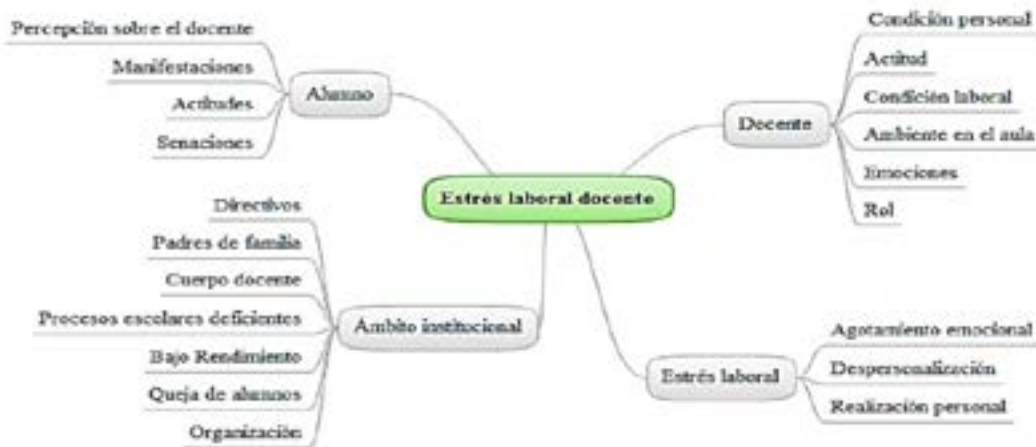 Percepción sobre el docente
Manifestaciones
Actitudes
Senaciones
Alumno
Directivos
Padres de familia
Cuerpo docente
Procesos escolares deficientes
Bajo Rendimiento
Queja de alumnos
Organización
Ambito institucional
Estrés laboral docente
Docente
Condición personal
Actitud
Condición laboral
Ambiente en el aula
Emociones
Rol
Estrés laboral
Agotamiento emocional
Despersonalización
Realización personal